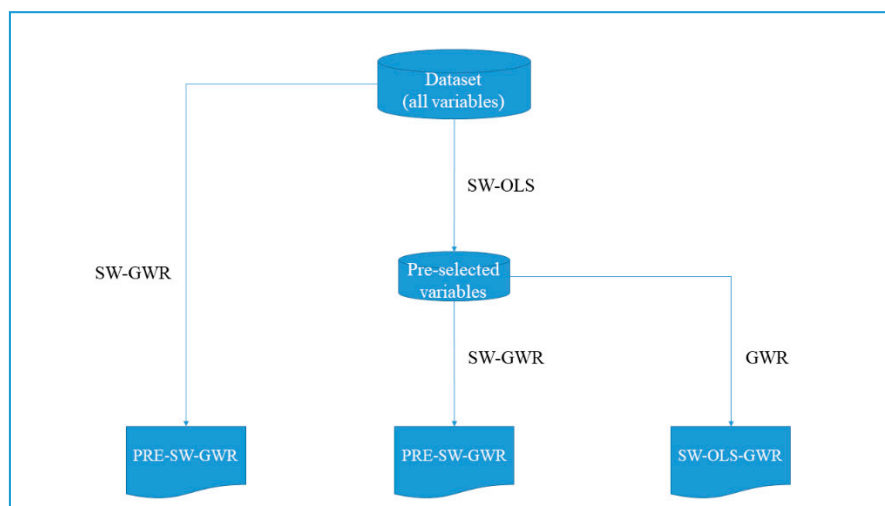 Dataset
(all variables)
SW-OLS
SW-GWR
Pre-selected
variables
SW-GWR
GWR
PRE-SW-GWR
PRE-SW-GWR
SW-OLS-GWR